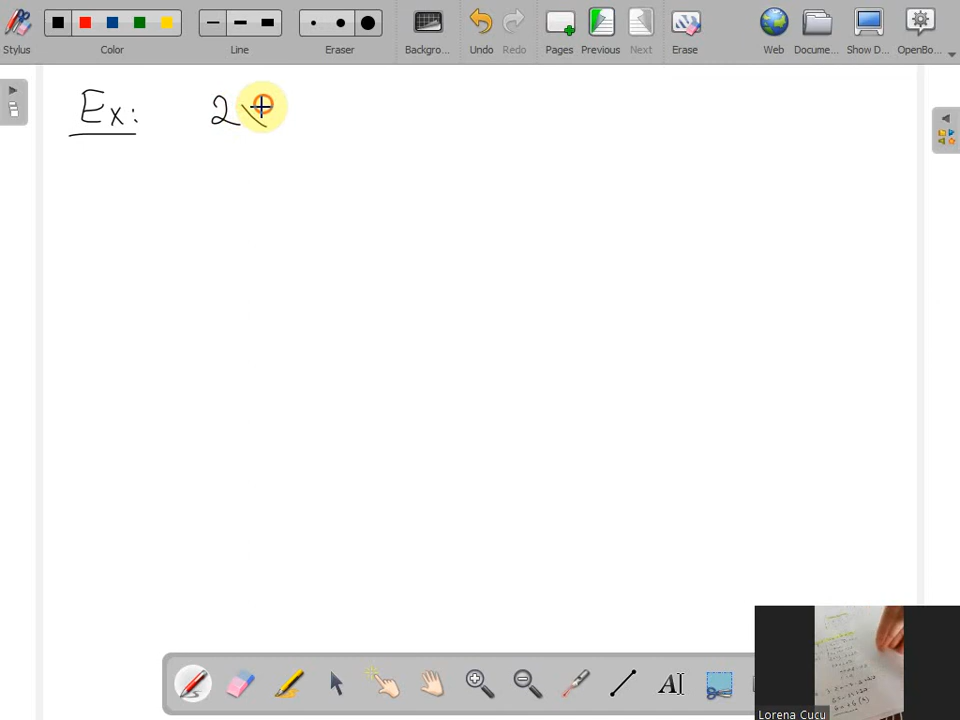 Stylus
Color
Line
Eraser
Backgro...
Undo
Redo
Pages
Previous
Next
Erase
Web
Docume...
Show D...
OpenBo...
Ex: 2
Lorena Cucu